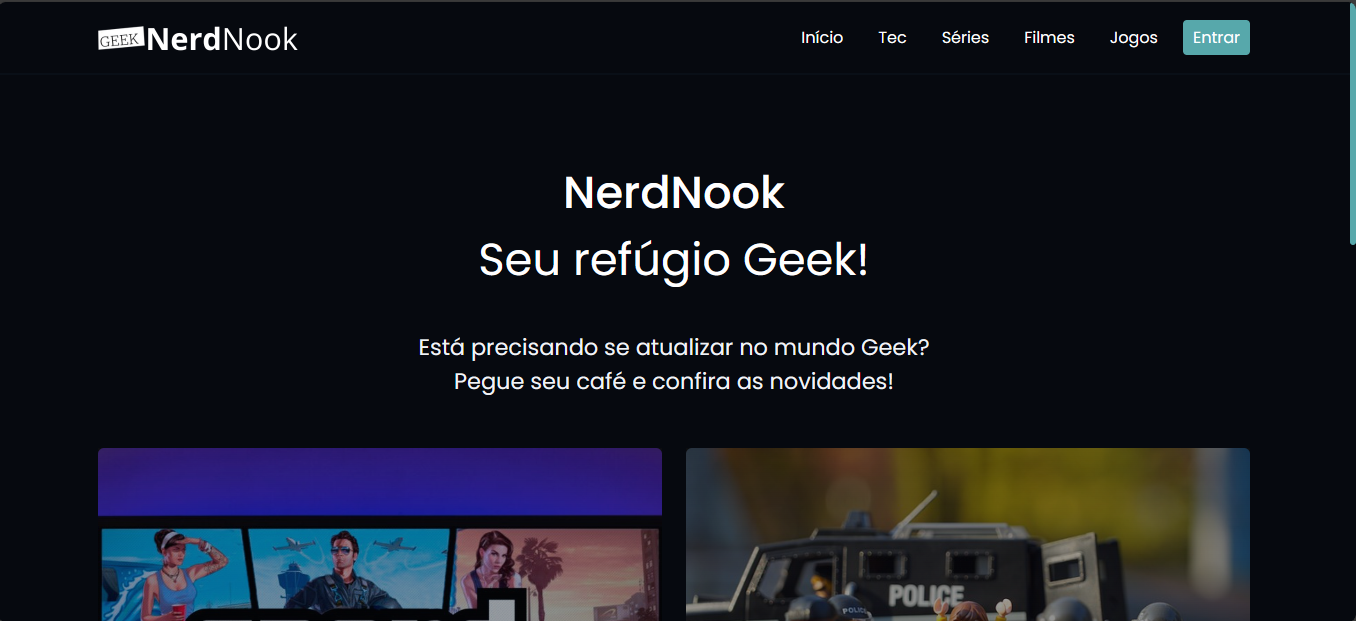 GEEK NerdNook
Início Tec Séries Filmes Jogos Entrar
NerdNook
Seu refúgio Geek!
Está precisando se atualizar no mundo Geek?
Pegue seu café e confira as novidades!
POLICE
POLICE